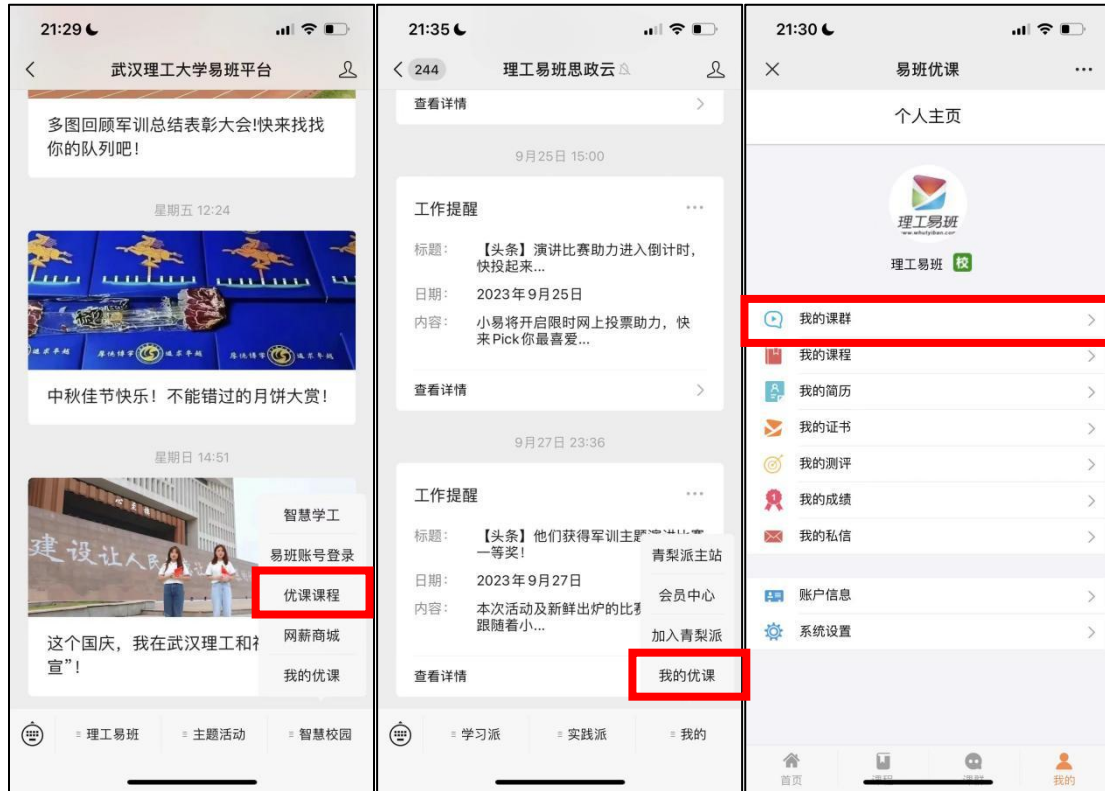 21:29
武汉理工大学易班平台
多图回顾军训总结表彰大会!快来找找
你的队列吧！
星期五 12:24
中秋佳节快乐！不能错过的月饼大赏！
星期日 14:51
智慧学工
易班账号登录
优课课程
网薪商城
我的优课
这个国庆，我在武汉理工和祖
宣”！
理工易班
主题活动
智慧校园
21:35
244
理工易班思政云
查看详情
9月25日 15:00
工作提醒
标题：
【头条】演讲比赛助力进入倒计时，
快投起来...
日期：
2023年9月25日
内容：
小易将开启限时网上投票助力，快
来Pick你最喜爱...
查看详情
9月27日 23:36
工作提醒
标题：
【头条】他们获得军训主题演讲比赛
一等奖！
日期：
2023年9月27日
内容：
本次活动及新鲜出炉的比赛
跟随着小...
查看详情
青梨派主站
会员中心
加入青梨派
我的优课
学习派
实践派
我的
21:30
易班优课
个人主页
理工易班
www.whutyiban.com
理工易班 校
我的课群
我的课程
我的简历
我的证书
我的测评
我的成绩
我的私信
账户信息
系统设置
首页
课程
课群
我的